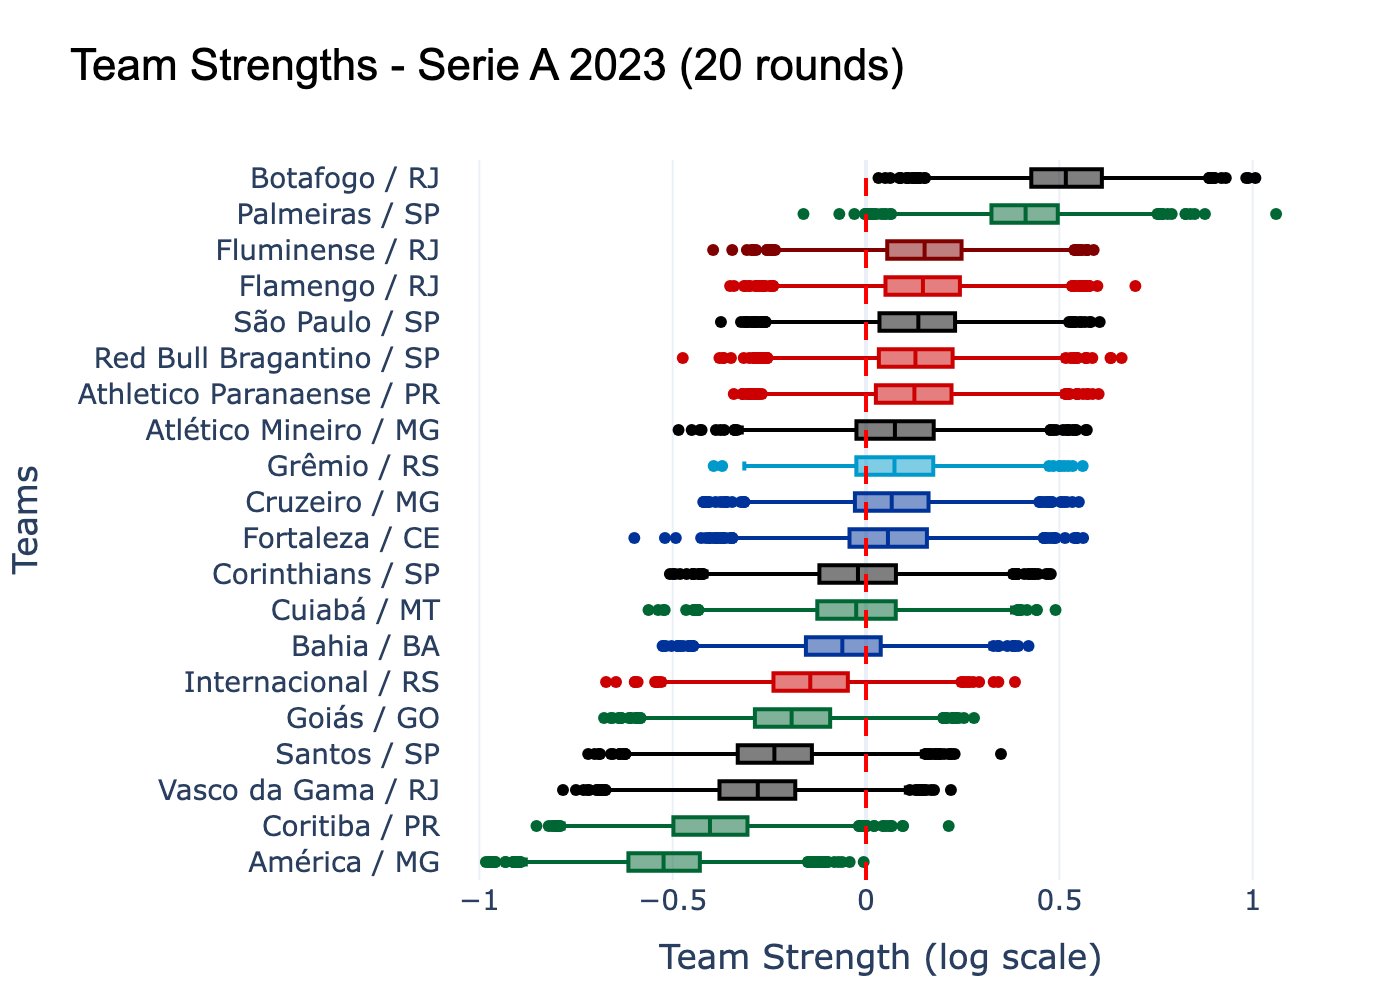 Team Strengths - Serie A 2023 (20 rounds)
Teams
Botafogo / RJ
Palmeiras / SP
Fluminense / RJ
Flamengo / RJ
São Paulo / SP
Red Bull Bragantino / SP
Athletico Paranaense / PR
Atlético Mineiro / MG
Grêmio / RS
Cruzeiro / MG
Fortaleza / CE
Corinthians / SP
Cuiabá / MT
Bahia / BA
Internacional / RS
Goiás / GO
Santos / SP
Vasco da Gama / RJ
Coritiba / PR
América / MG
−1 −0.5 0 0.5 1
Team Strength (log scale)